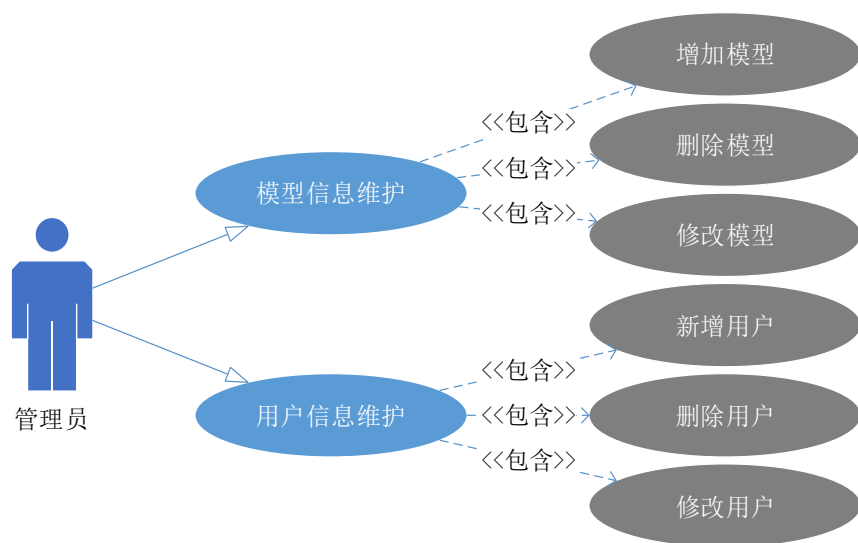 增加模型
<<包含>>
删除模型
<<包含>>
模型信息维护
<<包含>>
修改模型
新增用户
<<包含>>
管理员
用户信息维护
<<包含>>
删除用户
<<包含>>
修改用户